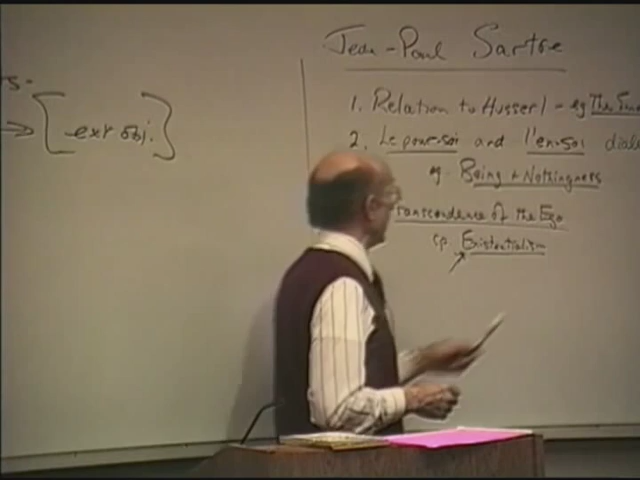 rs.
→ [ext obj.]
Jean-Paul Sartre
1. Relation to Husserl - eg The
2. Le pour-soi and l'en-soi
eg. Being + Nothingness
Transcendence of the Ego
cp. Existentialism